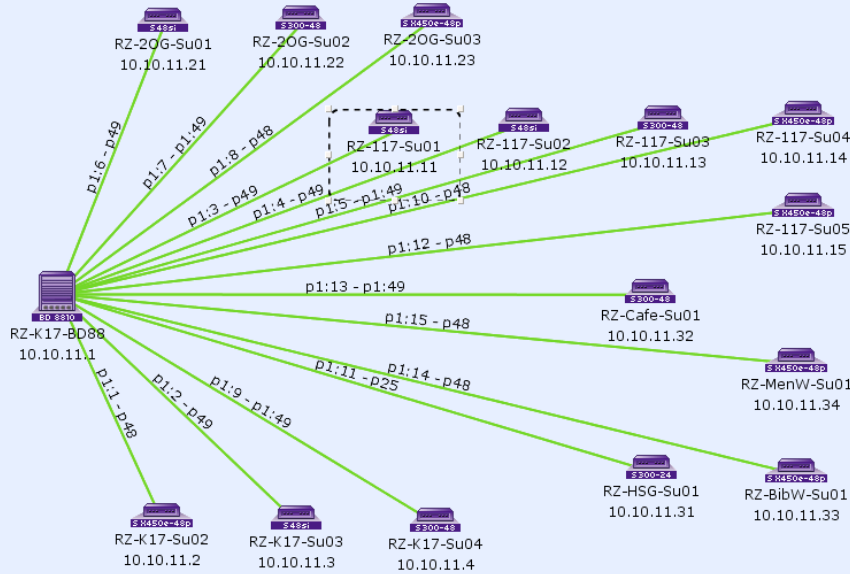 S48si
RZ-2OG-Su01
10.10.11.21
S300-48
RZ-2OG-Su02
10.10.11.22
S X450e-48p
RZ-2OG-Su03
10.10.11.23
S48si
RZ-117-Su01
10.10.11.11
S48si
RZ-117-Su02
10.10.11.12
S300-48
RZ-117-Su03
10.10.11.13
S X450e-48p
RZ-117-Su04
10.10.11.14
p1:6 - p49
p1:7 - p1:49
p1:8 - p48
p1:3 - p49
p1:4 - p49
p1:5 - p1:49
p1:10 - p48
S X450e-48p
RZ-117-Su05
10.10.11.15
p1:12 - p48
BD 8810
RZ-K17-BD88
10.10.11.1
p1:13 - p1:49
S300-48
RZ-Cafe-Su01
10.10.11.32
p1:15 - p48
S X450e-48p
RZ-MenW-Su01
10.10.11.34
p1:1 - p48
p1:2 - p49
p1:9 - p1:49
p1:11 - p25
p1:14 - p48
S300-24
RZ-HSG-Su01
10.10.11.31
S X450e-48p
RZ-BibW-Su01
10.10.11.33
S X450e-48p
RZ-K17-Su02
10.10.11.2
S48si
RZ-K17-Su03
10.10.11.3
S300-48
RZ-K17-Su04
10.10.11.4